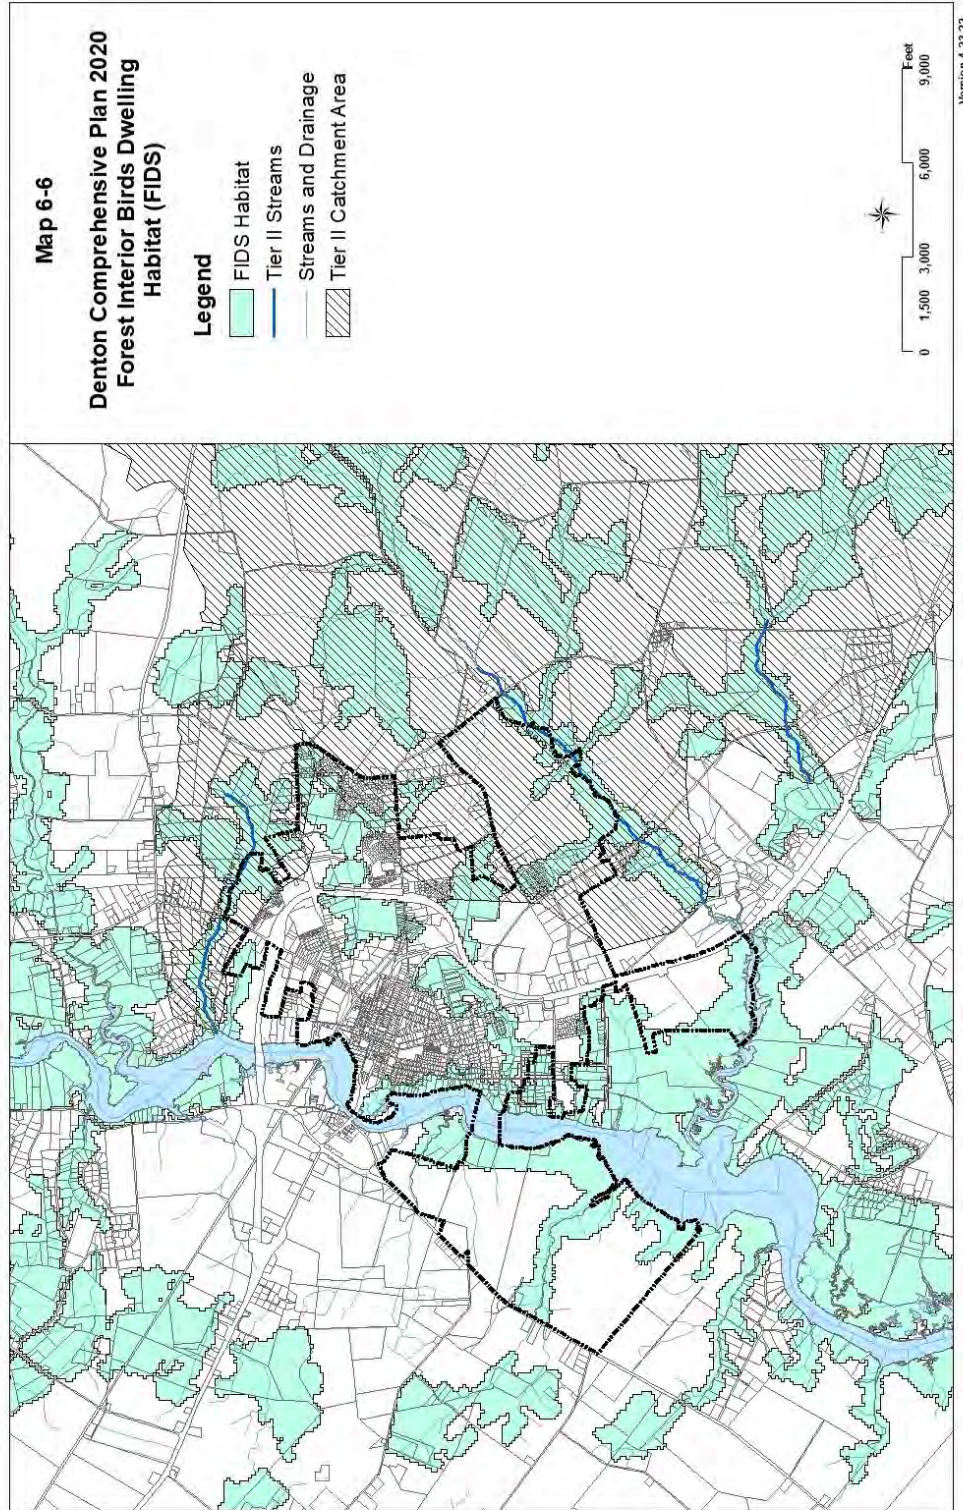 Map 6-6
Denton Comprehensive Plan 2020
Forest Interior Birds Dwelling
Habitat (FIDS)
Legend
FIDS Habitat
Tier II Streams
Streams and Drainage
Tier II Catchment Area
Feet
0 1,500 3,000 6,000 9,000